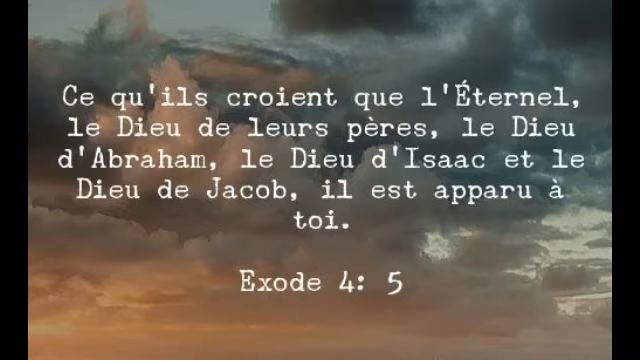 Ce qu'ils croient que l'Éternel,
le Dieu de leurs pères, le Dieu
d'Abraham, le Dieu d'Isaac et le
Dieu de Jacob, il est apparu à
toi.
Exode 4: 5